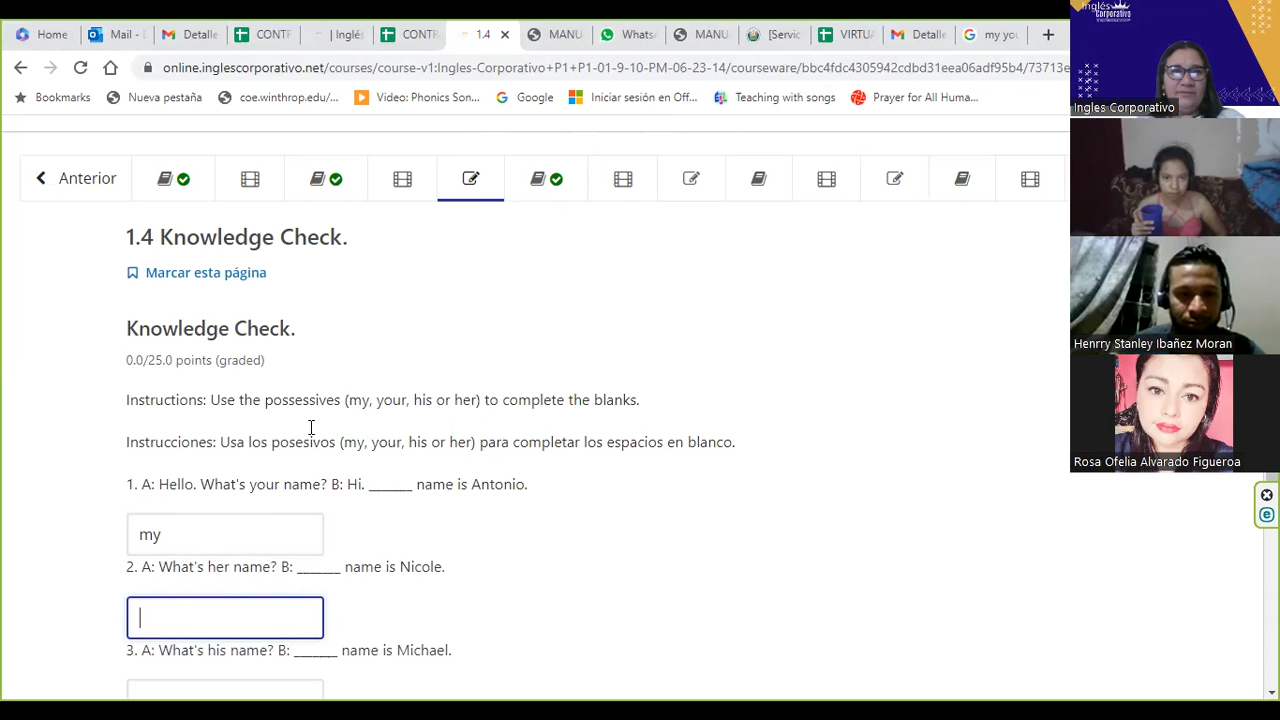 Home
Mail -
Detalle
CONTR
Inglés
CONTR
1.4
MANU
Whats
MANU
[Servic
VIRTUA
Detalle
my you
online.inglescorporativo.net/courses/course-v1:Ingles-Corporativo+P1+P1-01-9-10-PM-06-23-14/courseware/bbc4fdc4305942cdbd31eea06adf95b4/73713e
Bookmarks
Nueva pestaña
coe.winthrop.edu/...
Video: Phonics Son...
Google
Iniciar sesión en Off...
Teaching with songs
Prayer for All Huma...
Inglés
Corporativo
Ingles Corporativo
Anterior
1.4 Knowledge Check.
Marcar esta página
Knowledge Check.
0.0/25.0 points (graded)
Henrry Stanley Ibañez Moran
Instructions: Use the possessives (my, your, his or her) to complete the blanks.
Instrucciones: Usa los posesivos (my, your, his or her) para completar los espacios en blanco.
Rosa Ofelia Alvarado Figueroa
1. A: Hello. What's your name? B: Hi. _______ name is Antonio.
my
2. A: What's her name? B: _______ name is Nicole.
3. A: What's his name? B: _______ name is Michael.